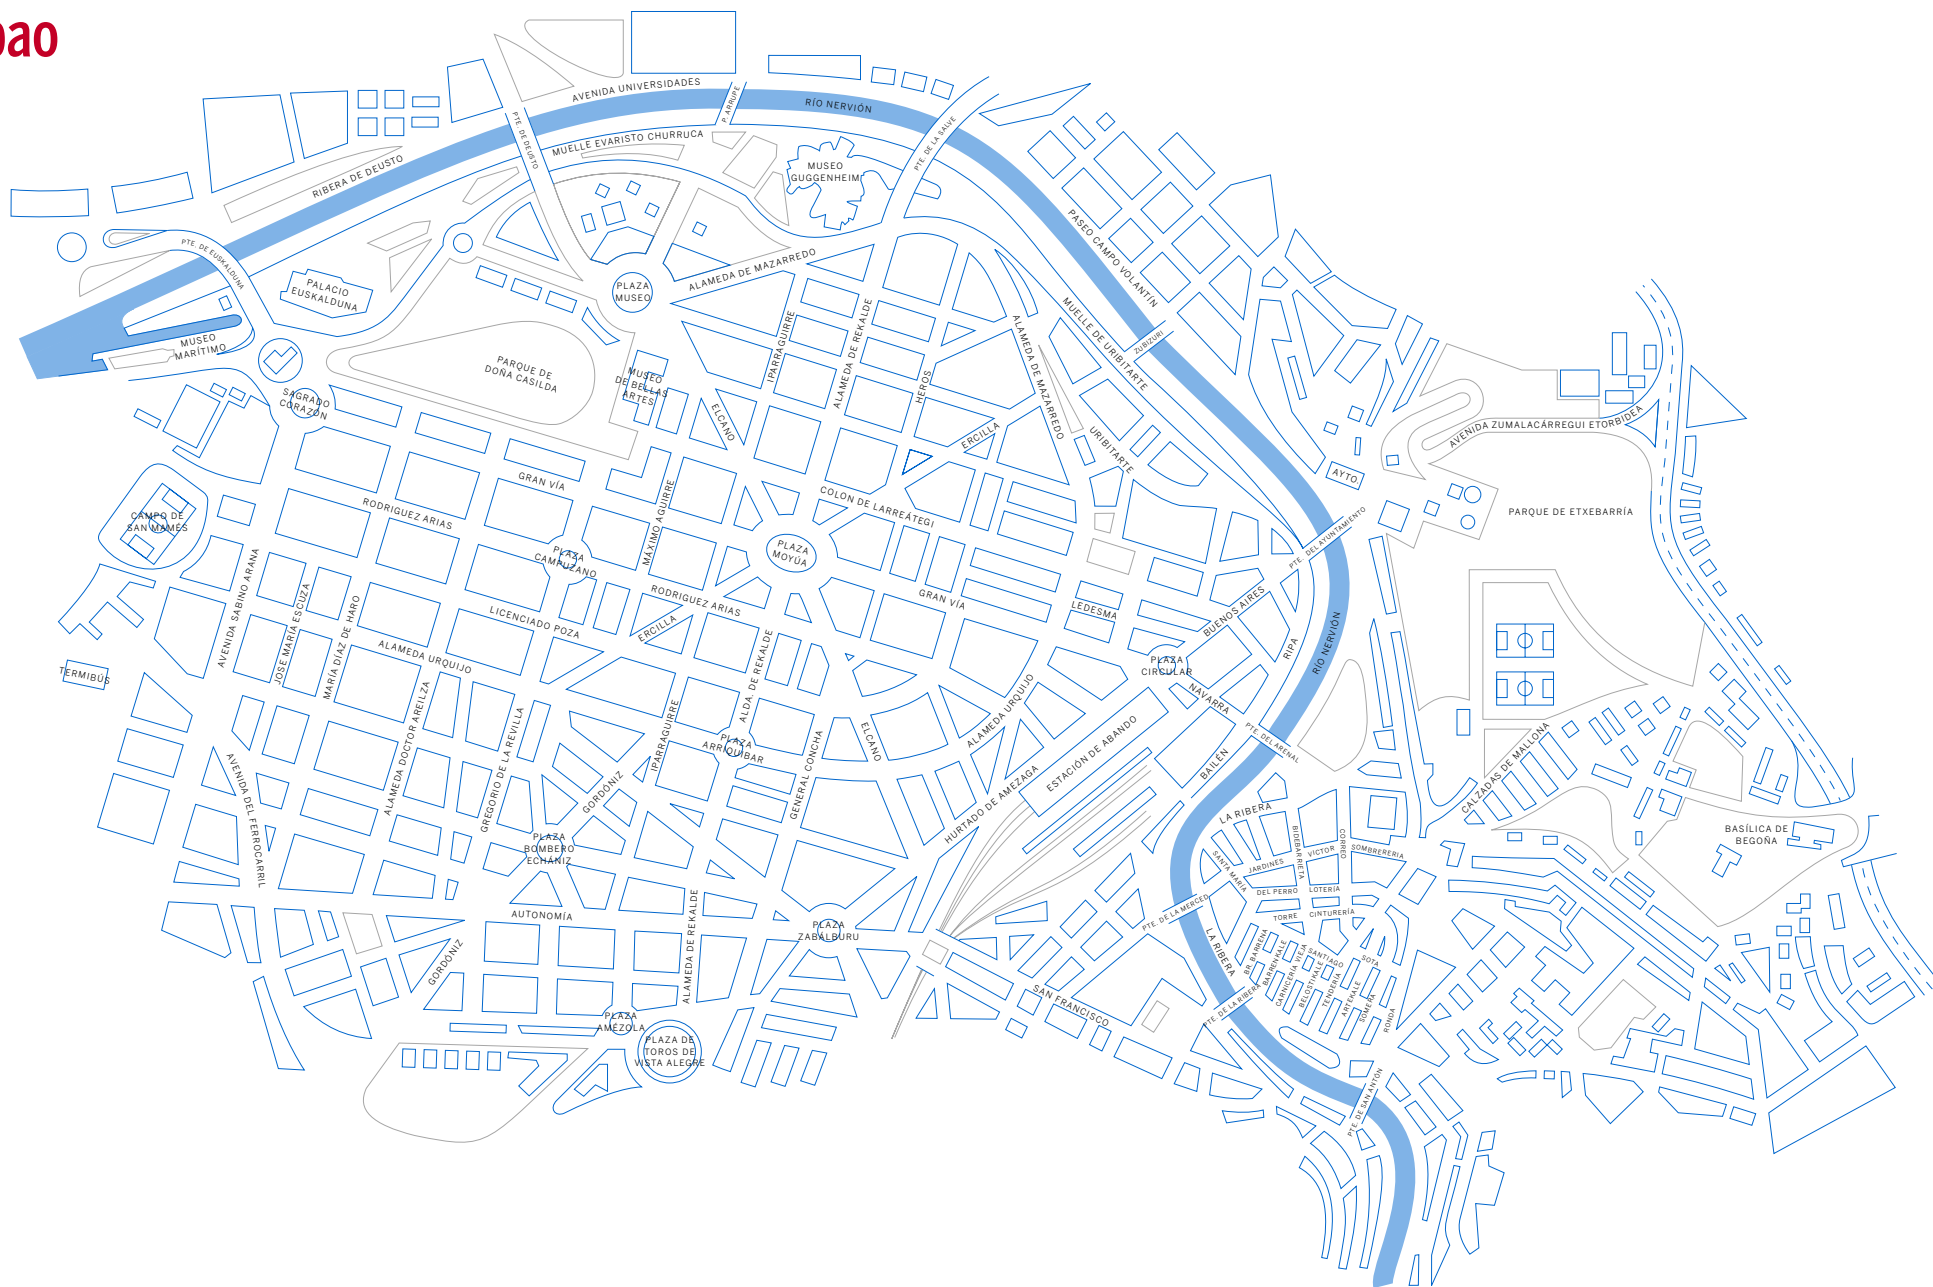 bao
AVENIDA UNIVERSIDADES
P. ARRUPE
RÍO NERVIÓN
PTE. DE DEUSTO
MUELLE EVARISTO CHURRUCA
PTE. DE LA SALVE
RIBERA DE DEUSTO
MUSEO
GUGGENHEIM
PTE. DE EUSKALDUNA
PASEO CAMPO VOLANTÍN
PALACIO
EUSKALDUNA
PLAZA
MUSEO
ALAMEDA DE MAZARREDO
MUELLE DE URIBITARTE
MUSEO
MARÍTIMO
IPARRAGUIRRE
ALAMEDA DE REKALDE
ALAMEDA DE MAZARREDO
ZUBIZURI
PARQUE DE
DOÑA CASILDA
MUSEO
DE BELLAS
ARTES
HEROS
SAGRADO
CORAZÓN
ELCANO
ERCILLA
URIBITARTE
AVENIDA ZUMALACÁRREGUI ETORBIDEA
AYTO.
GRAN VÍA
RODRIGUEZ ARIAS
MÁXIMO AGUIRRE
COLON DE LARREÁTEGI
PARQUE DE ETXEBARRÍA
CAMPO DE
SAN MAMÉS
PLAZA
MOYÚA
PTE. DEL AYUNTAMIENTO
PLAZA
CAMPUZANO
AVENIDA SABINO ARANA
JOSE MARÍA ESCUZA
MARÍA DÍAZ DE HARO
RODRIGUEZ ARIAS
GRAN VÍA
LEDESMA
BUENOS AIRES
LICENCIADO POZA
ERCILLA
RIPA
RÍO NERVIÓN
ALAMEDA URQUIJO
ALDA. DE REKALDE
PLAZA
CIRCULAR
TERMIBÚS
NAVARRA
ALAMEDA DOCTOR AREILZA
GREGORIO DE LA REVILLA
IPARRAGUIRRE
ALAMEDA URQUIJO
ESTACIÓN DE ABANDO
PTE. DEL ARENAL
PLAZA
ARRIQUIBAR
GENERAL CONCHA
ELCANO
BAILÉN
CALZADAS DE MALLONA
AVENIDA DEL FERROCARRIL
GORDÓNIZ
HURTADO DE AMEZAGA
LA RIBERA
BIDEBARRIETA
CORREO
PLAZA
BOMBERO
ECHÁNIZ
BASÍLICA DE
BEGOÑA
SANTA MARÍA
JARDINES
VÍCTOR
SOMBRERERIA
DEL PERRO
LOTERÍA
AUTONOMÍA
PTE. DE LA MERCED
TORRE
CINTURERÍA
ALAMEDA DE REKALDE
PLAZA
ZABALBURU
GORDÓNIZ
LA RIBERA
BR. BARRENA
BARRENKALE
CARNICERÍA VIEJA
SANTIAGO
BELOSTIKALE
TENDERÍA
ARTEKALE
SOTA
SOMERA
RONDA
SAN FRANCISCO
PTE. DE LA RIBERA
PLAZA
AMÉZOLA
PLAZA DE
TOROS DE
VISTA ALEGRE
PTE. DE SAN ANTÓN